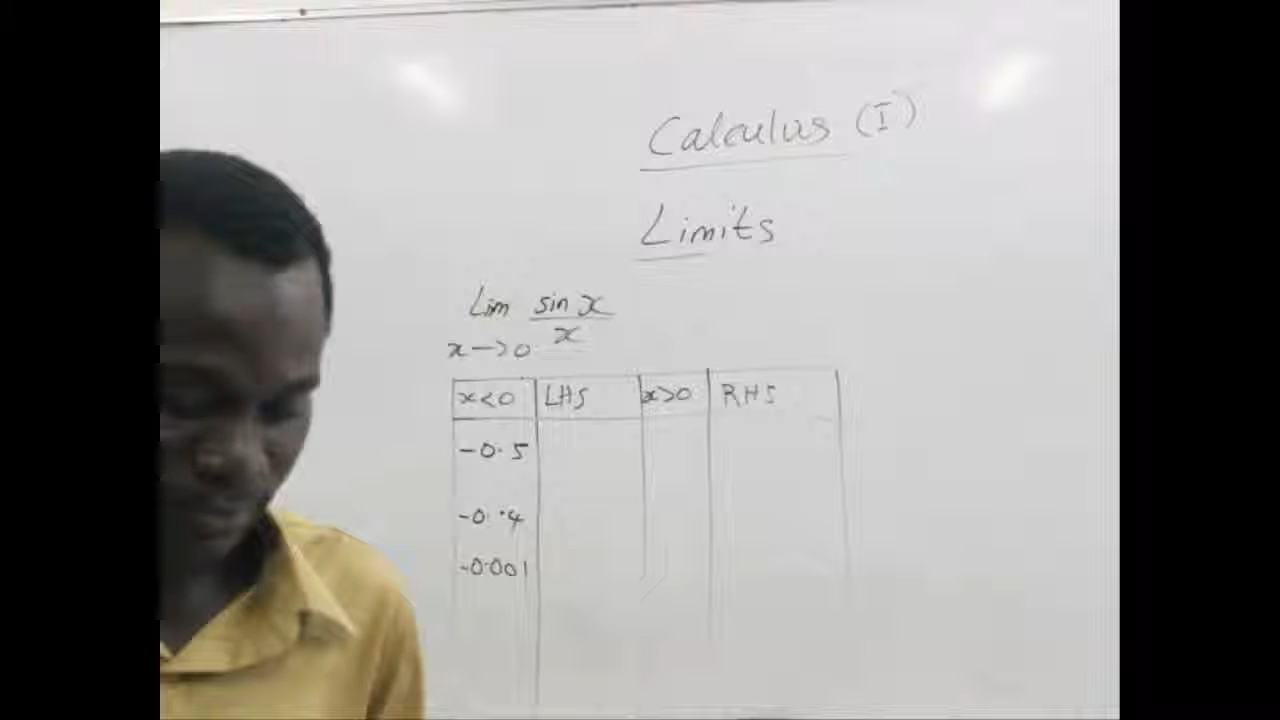 Calculus (I)
Limits
Lim sin x
x
x → 0
x<0 LHS x>0 RHS
-0.5
-0.4
-0.001